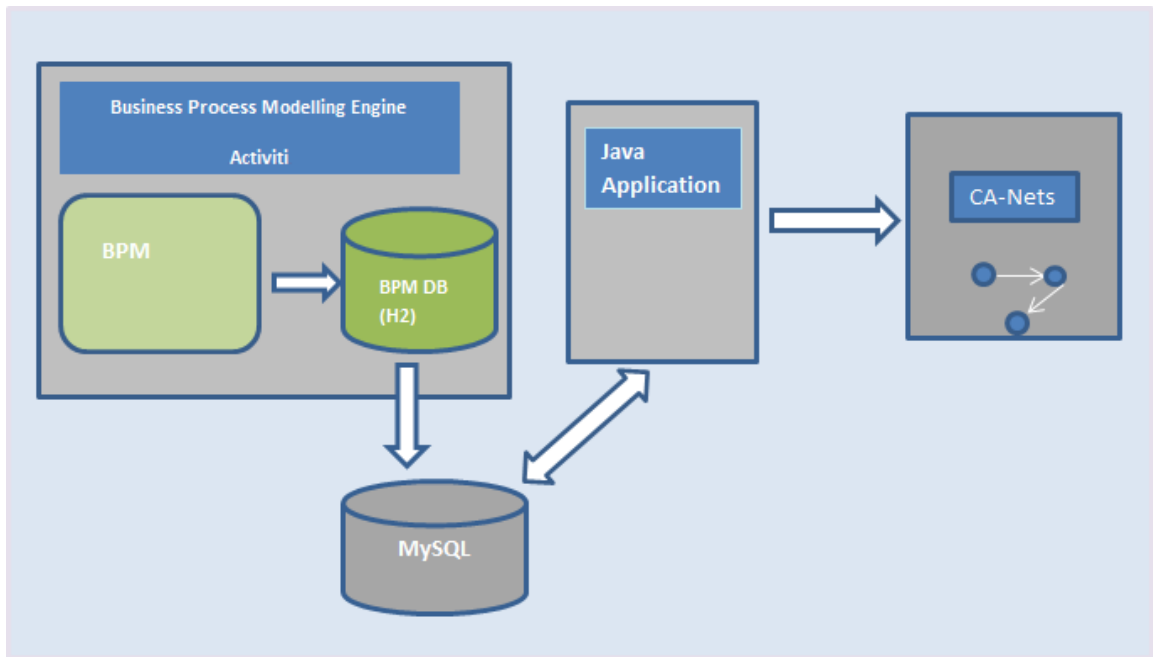 Business Process Modelling Engine
Activiti
BPM
BPM DB
(H2)
Java
Application
CA-Nets
MySQL